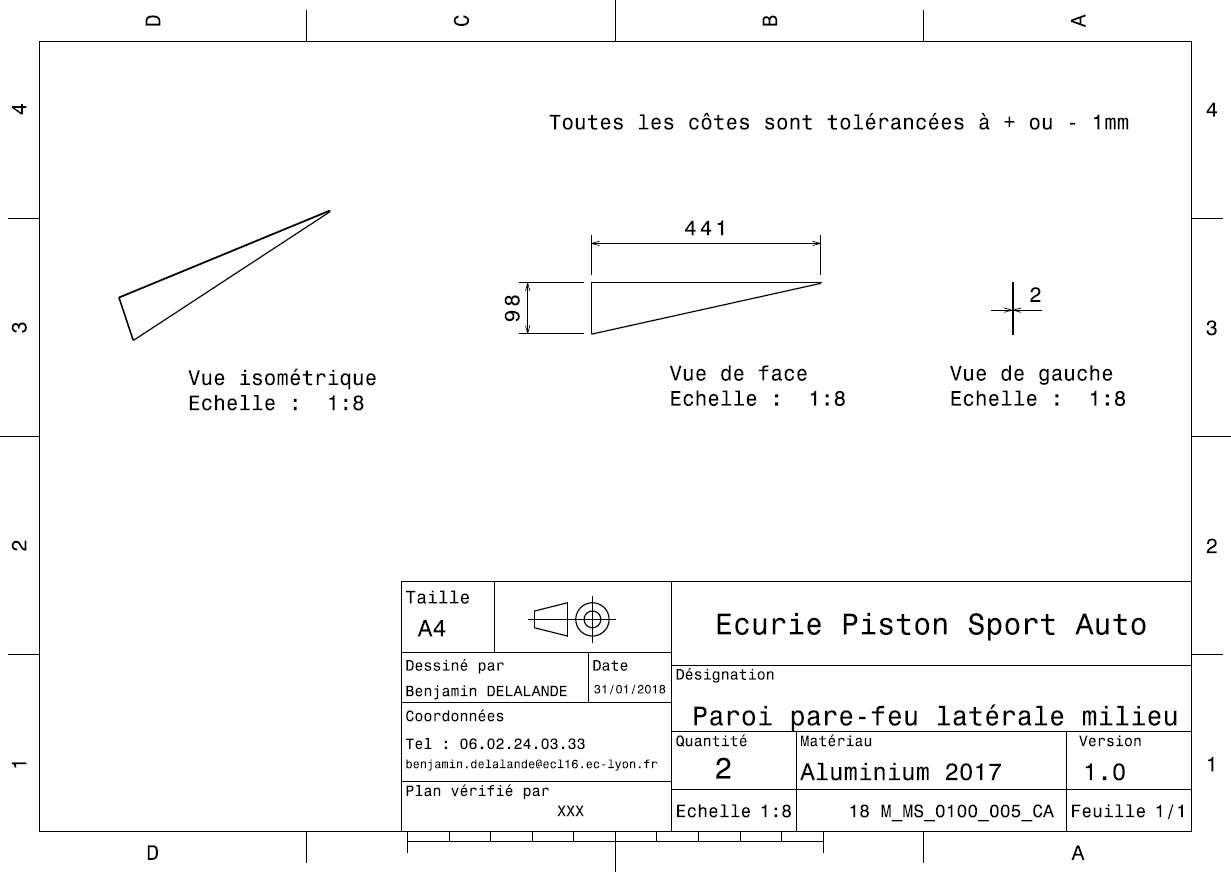 D C B A
4 4
Toutes les côtes sont tolérancées à + ou - 1mm
441
98
2
3 3
Vue isométrique
Echelle : 1:8
Vue de face
Echelle : 1:8
Vue de gauche
Echelle : 1:8
2 2
Taille
A4
Ecurie Piston Sport Auto
Dessiné par
Benjamin DELALANDE
Date
31/01/2018
Désignation
Paroi pare-feu latérale milieu
Coordonnées
Tel : 06.02.24.03.33
benjamin.delalande@ecl16.ec-lyon.fr
Quantité
2
Matériau
Aluminium 2017
Version
1.0
1 1
Plan vérifié par
XXX
Echelle 1:8
18 M_MS_0100_005_CA
Feuille 1/1
D A